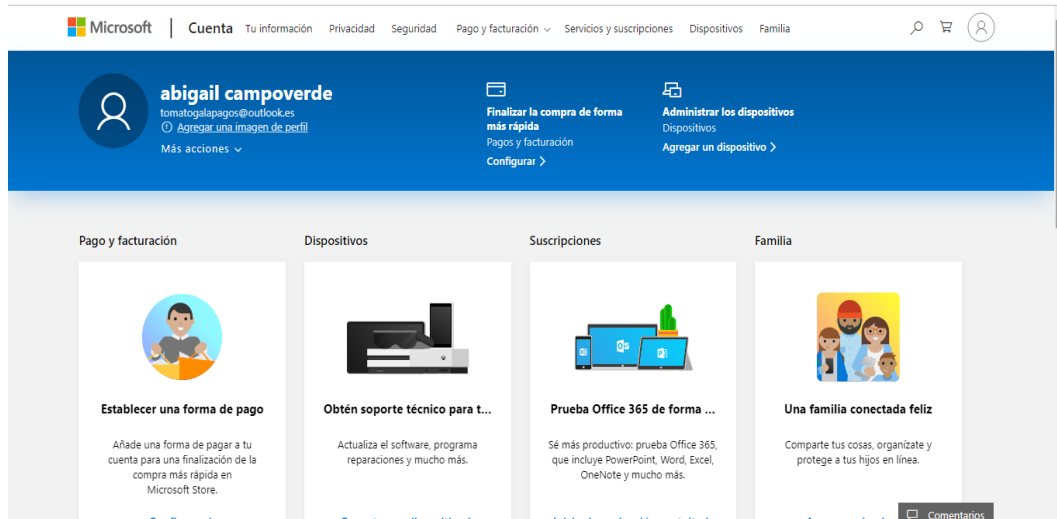 Microsoft | Cuenta Tu información Privacidad Seguridad Pago y facturación Servicios y suscripciones Dispositivos Familia
abigail campoverde
tomatogalapagos@outlook.es
Agregar una imagen de perfil
Más acciones
Finalizar la compra de forma
más rápida
Pagos y facturación
Configurar >
Administrar los dispositivos
Dispositivos
Agregar un dispositivo >
Pago y facturación
Dispositivos
Suscripciones
Familia
Establecer una forma de pago
Añade una forma de pagar a tu
cuenta para una finalización de la
compra más rápida en
Microsoft Store.
Obtén soporte técnico para t...
Actualiza el software, programa
reparaciones y mucho más.
Prueba Office 365 de forma ...
Sé más productivo: prueba Office 365,
que incluye PowerPoint, Word, Excel,
OneNote y mucho más.
Una familia conectada feliz
Comparte tus cosas, organízate y
protege a tus hijos en línea.
Comentarios